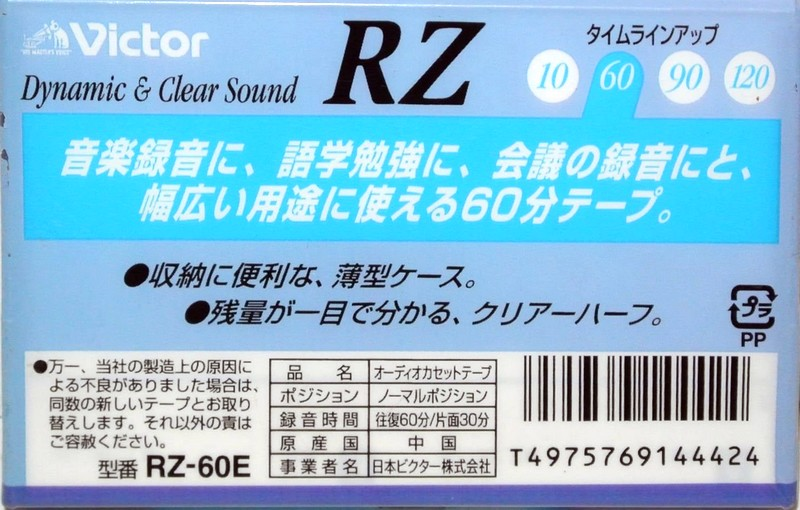 "HIS MASTER'S VOICE"
Victor
Dynamic & Clear Sound
RZ
タイムラインアップ
10 60 90 120
音楽録音に、語学勉強に、会議の録音にと、
幅広い用途に使える60分テープ。
●収納に便利な、薄型ケース。
●残量が一目で分かる、クリアーハーフ。
プラ
PP
●万一、当社の製造上の原因に
よる不良がありました場合は、
同数の新しいテープとお取り
替えします。それ以外の責は
ご容赦ください。
型番 RZ-60E
品名 オーディオカセットテープ
ポジション ノーマルポジション
録音時間 往復60分/片面30分
原産国 中国
事業者名 日本ビクター株式会社
T4975769144424